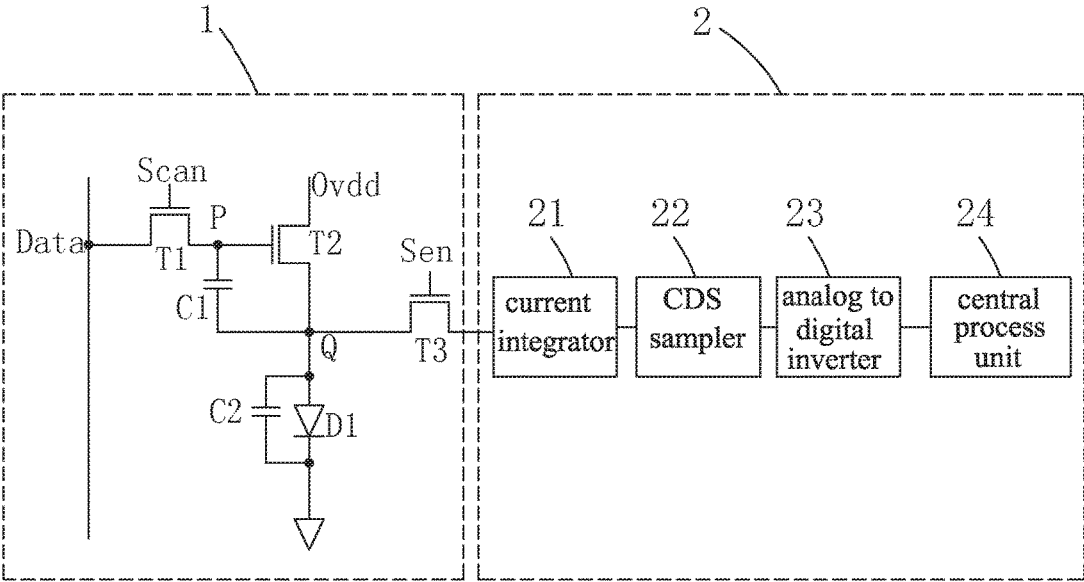 1
2
Scan
Ovdd
P
21
22
23
24
Data
T1
T2
Sen
C1
current
integrator
CDS
sampler
analog to
digital
inverter
central
process
unit
Q
T3
C2
D1